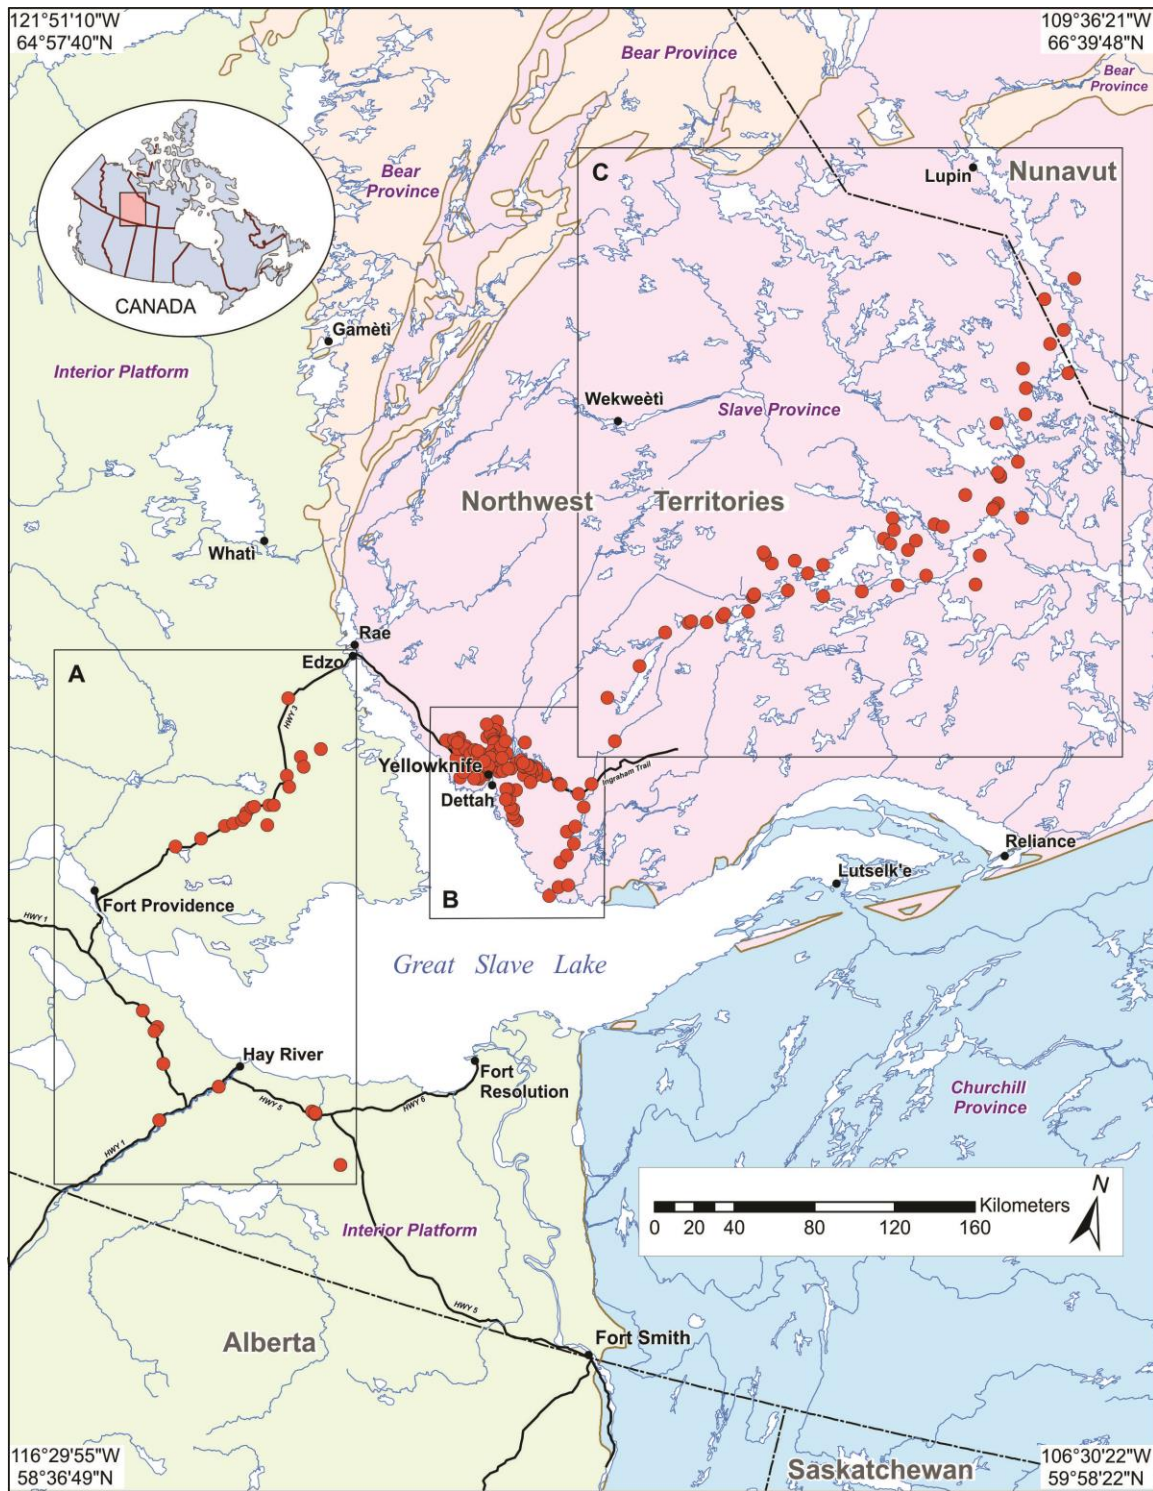 121°51'10"W
64°57'40"N
109°36'21"W
66°39'48"N
Bear Province
Bear
Province
CANADA
Bear
Province
C
Lupin
Nunavut
Gamètì
Interior Platform
Wekweètì
Slave Province
Northwest Territories
Whatì
Rae
Edzo
A
HWY 3
Yellowknife
Ingraham Trail
Dettah
B
Reliance
Lutselk'e
Fort Providence
HWY 1
Great Slave Lake
Hay River
Fort
Resolution
HWY 5
HWY 6
Churchill
Province
HWY 1
N
Kilometers
0 20 40 80 120 160
Interior Platform
HWY 5
Alberta
Fort Smith
116°29'55"W
58°36'49"N
Saskatchewan
106°30'22"W
59°58'22"N